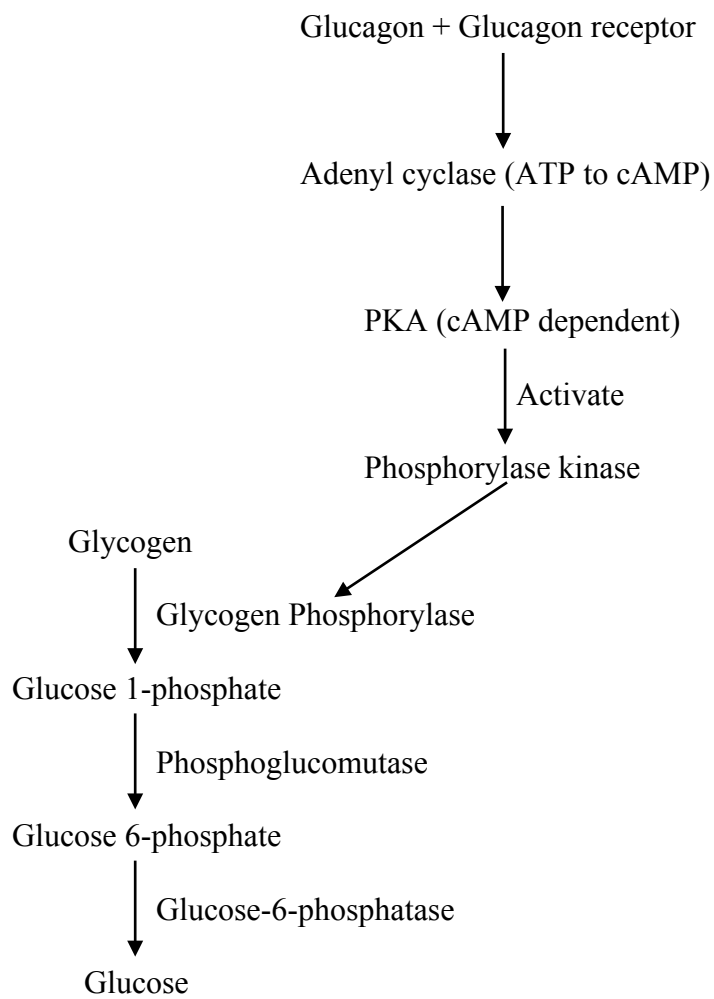 Glucagon + Glucagon receptor
Adenyl cyclase (ATP to cAMP)
PKA (cAMP dependent)
Activate
Phosphorylase kinase
Glycogen
Glycogen Phosphorylase
Glucose 1-phosphate
Phosphoglucomutase
Glucose 6-phosphate
Glucose-6-phosphatase
Glucose